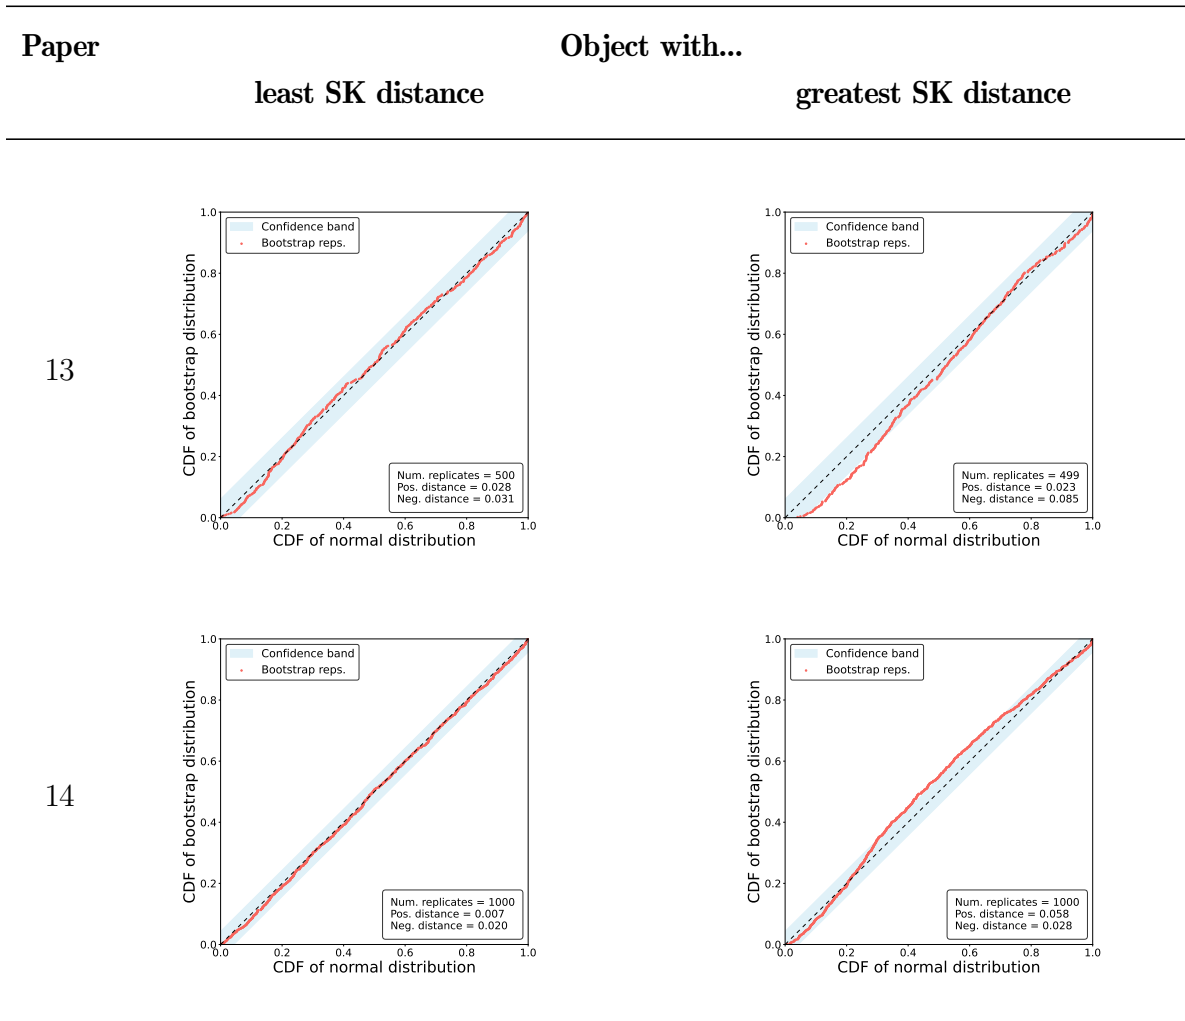 Paper
Object with...
least SK distance
greatest SK distance
13
CDF of bootstrap distribution
1.0
0.8
0.6
0.4
0.2
0.0
Confidence band
Bootstrap reps.
Num. replicates = 500
Pos. distance = 0.028
Neg. distance = 0.031
0.0 0.2 0.4 0.6 0.8 1.0
CDF of normal distribution
CDF of bootstrap distribution
1.0
0.8
0.6
0.4
0.2
0.0
Confidence band
Bootstrap reps.
Num. replicates = 499
Pos. distance = 0.023
Neg. distance = 0.085
0.0 0.2 0.4 0.6 0.8 1.0
CDF of normal distribution
14
CDF of bootstrap distribution
1.0
0.8
0.6
0.4
0.2
0.0
Confidence band
Bootstrap reps.
Num. replicates = 1000
Pos. distance = 0.007
Neg. distance = 0.020
0.0 0.2 0.4 0.6 0.8 1.0
CDF of normal distribution
CDF of bootstrap distribution
1.0
0.8
0.6
0.4
0.2
0.0
Confidence band
Bootstrap reps.
Num. replicates = 1000
Pos. distance = 0.058
Neg. distance = 0.028
0.0 0.2 0.4 0.6 0.8 1.0
CDF of normal distribution